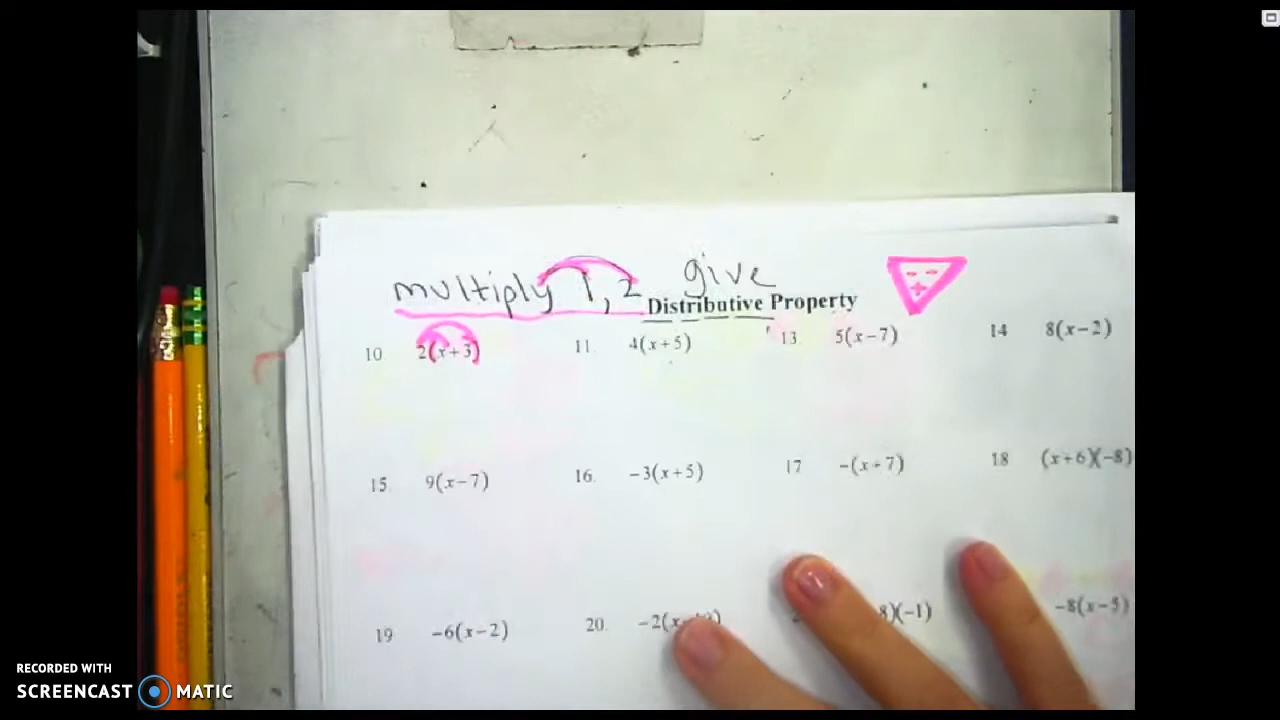 give
multiply 1, 2
Distributive Property
- -
+
10 2(x+3) 11 4(x+5) 13 5(x-7) 14 8(x-2)
15. 9(x-7) 16. -3(x+5) 17 -(x+7) 18 (x+6)(-8)
19 -6(x-2) 20. -2(x 8)(-1) -8(x-5)
RECORDED WITH
SCREENCAST MATIC